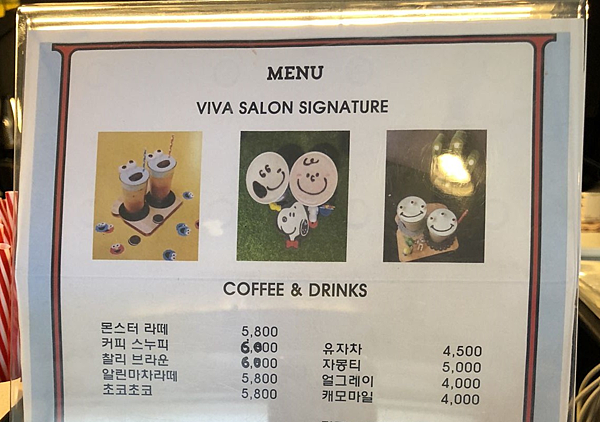 MENU
VIVA SALON SIGNATURE
COFFEE & DRINKS
몬스터 라떼 5,800
커피 스누피 6,000
찰리 브라운 6,000
알린마차라떼 5,800
초코초코 5,800
유자차 4,500
자몽티 5,000
얼그레이 4,000
캐모마일 4,000